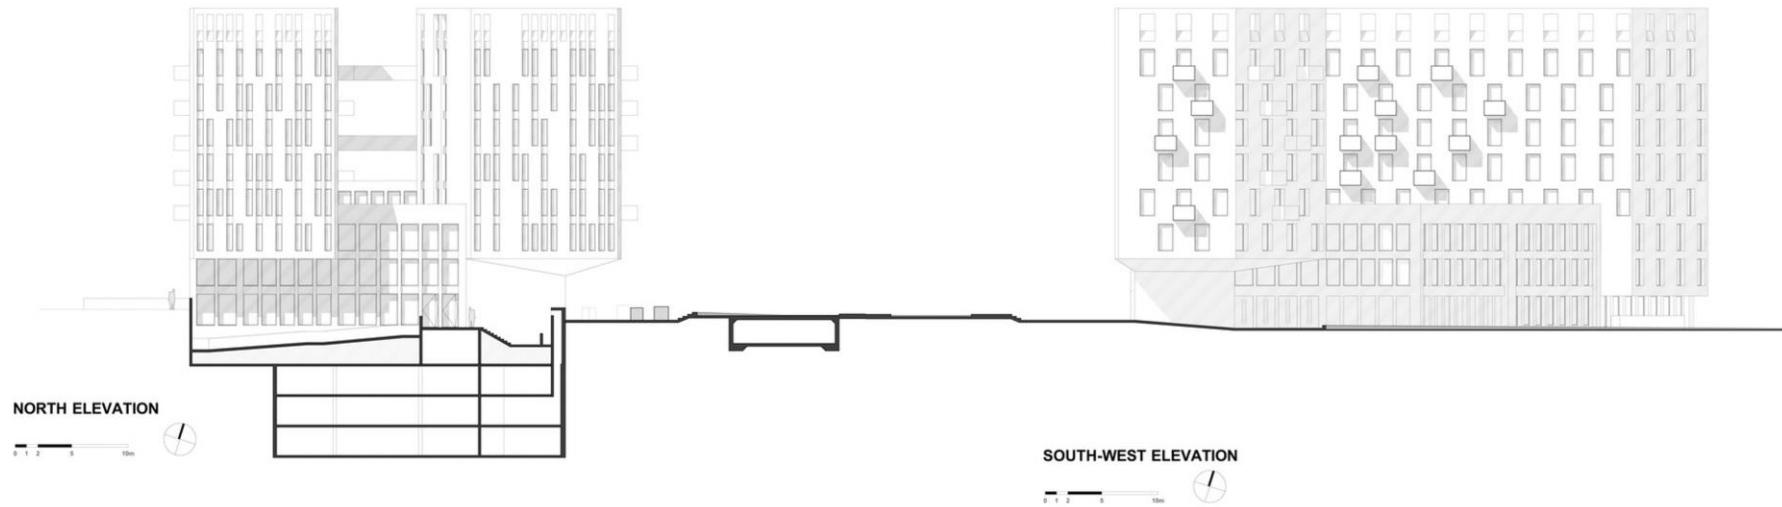 NORTH ELEVATION
0 1 2 5 10m
SOUTH-WEST ELEVATION
0 1 2 5 10m